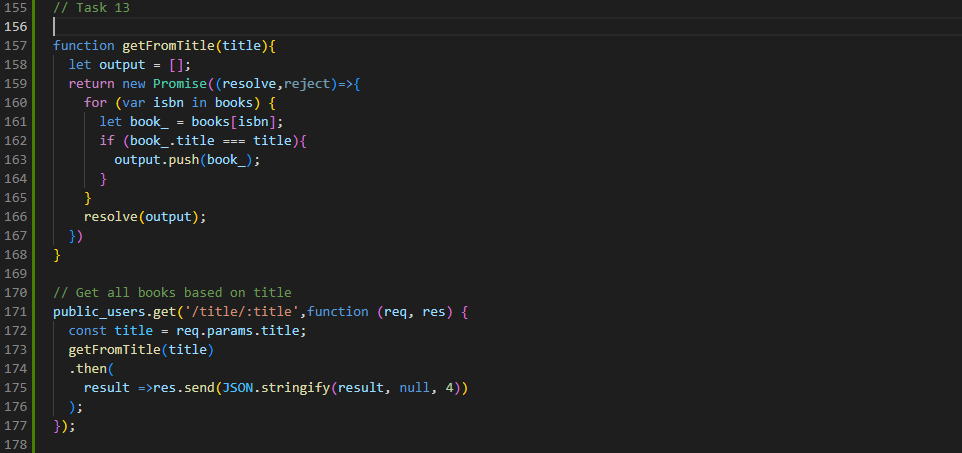 155 // Task 13
156
157 function getFromTitle(title){
158   let output = [];
159   return new Promise((resolve,reject)=>{
160     for (var isbn in books) {
161       let book_ = books[isbn];
162       if (book_.title === title){
163         output.push(book_);
164       }
165     }
166     resolve(output);
167   })
168 }
169
170 // Get all books based on title
171 public_users.get('/title/:title',function (req, res) {
172   const title = req.params.title;
173   getFromTitle(title)
174   .then(
175     result =>res.send(JSON.stringify(result, null, 4))
176   );
177 });
178